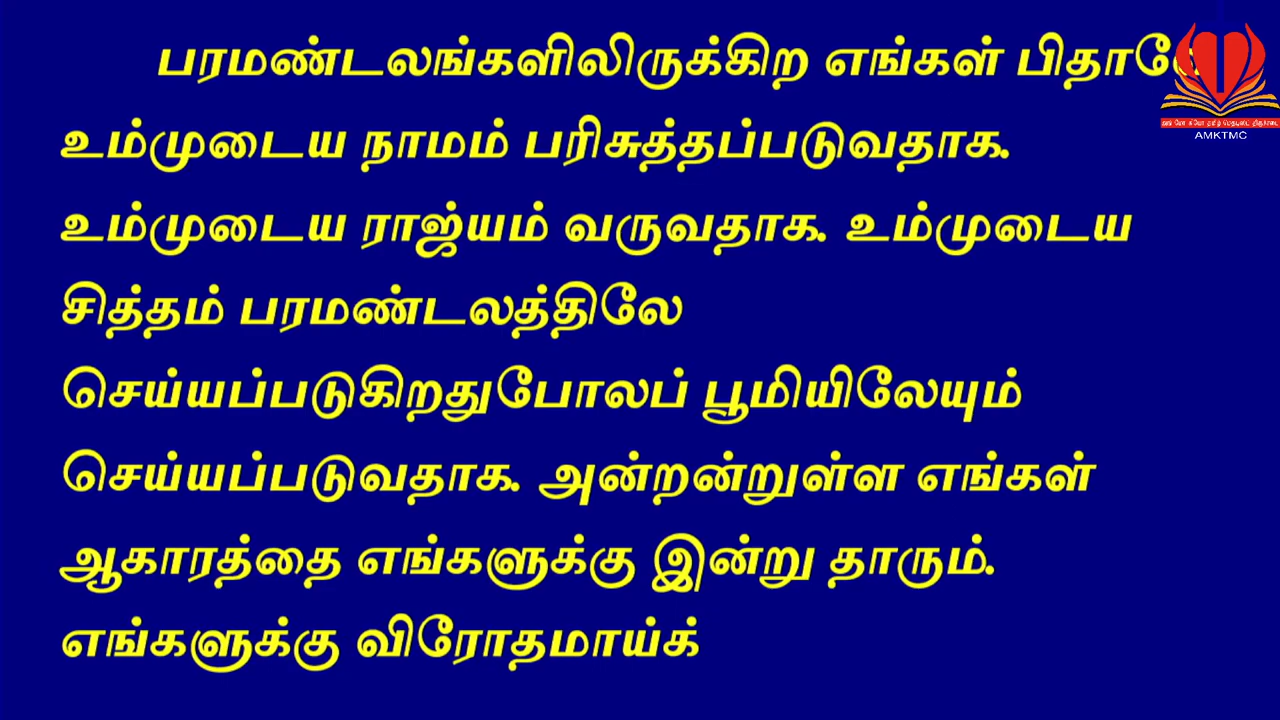 பரமண்டலங்களிலிருக்கிற எங்கள் பிதாவே
உம்முடைய நாமம் பரிசுத்தப்படுவதாக.
உம்முடைய ராஜ்யம் வருவதாக. உம்முடைய
சித்தம் பரமண்டலத்திலே
செய்யப்படுகிறதுபோலப் பூமியிலேயும்
செய்யப்படுவதாக. அன்றன்றுள்ள எங்கள்
ஆகாரத்தை எங்களுக்கு இன்று தாரும்.
எங்களுக்கு விரோதமாய்க்
AMKTMC